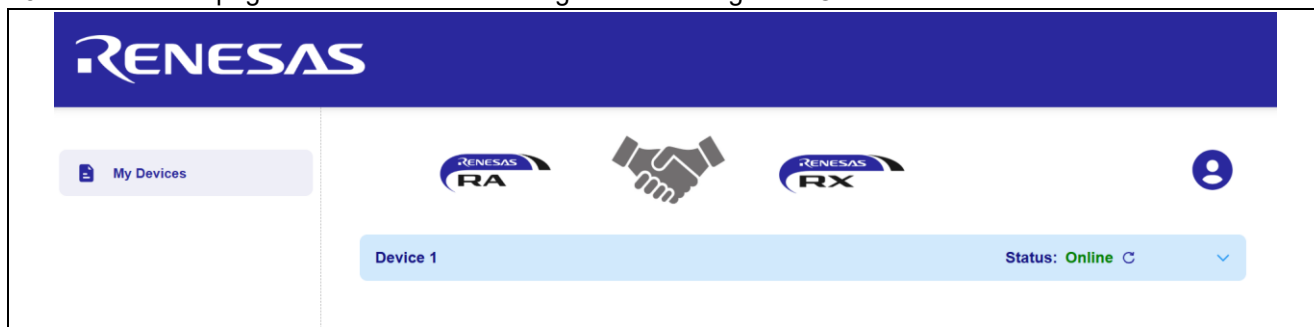 RENESAS
My Devices
RENESAS
RA
RENESAS
RX
Device 1
Status: Online